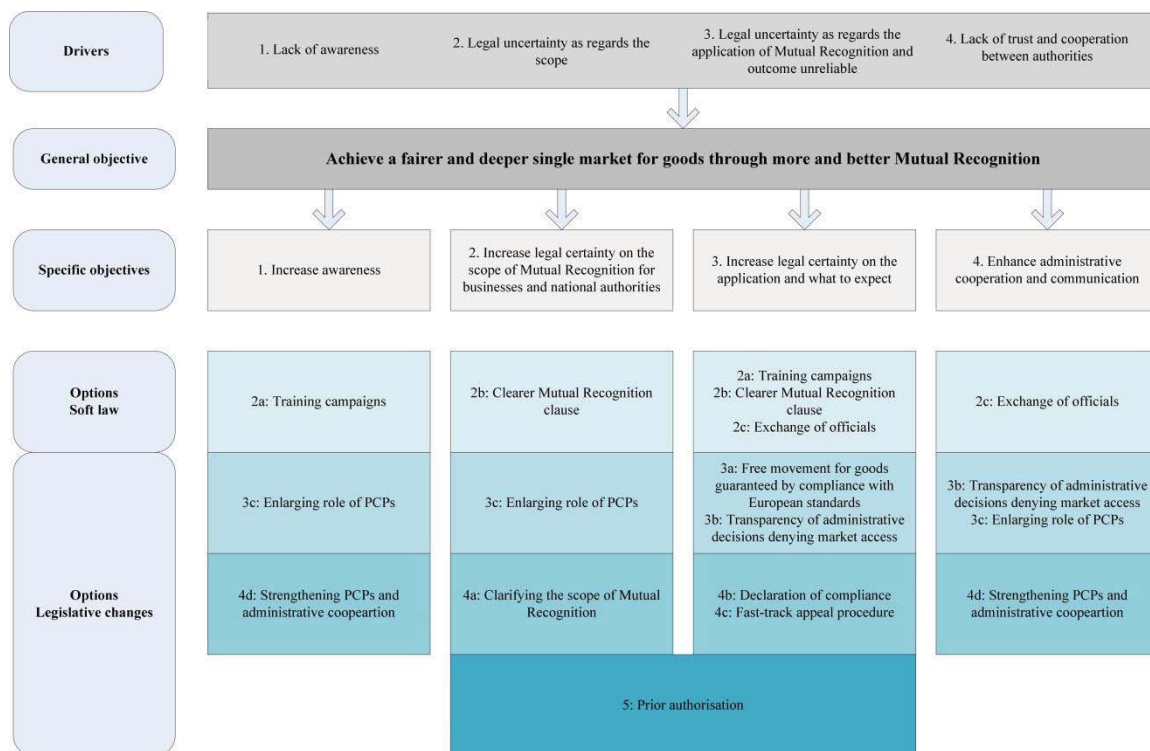 Drivers
1. Lack of awareness
2. Legal uncertainty as regards the
scope
3. Legal uncertainty as regards the
application of Mutual Recognition and
outcome unreliable
4. Lack of trust and cooperation
between authorities
General objective
Achieve a fairer and deeper single market for goods through more and better Mutual Recognition
Specific objectives
1. Increase awareness
2. Increase legal certainty on the
scope of Mutual Recognition for
businesses and national authorities
3. Increase legal certainty on the
application and what to expect
4. Enhance administrative
cooperation and communication
Options
Soft law
2a: Training campaigns
2b: Clearer Mutual Recognition
clause
2a: Training campaigns
2b: Clearer Mutual Recognition
clause
2c: Exchange of officials
2c: Exchange of officials
Options
Legislative changes
3c: Enlarging role of PCPs
3c: Enlarging role of PCPs
3a: Free movement for goods
guaranteed by compliance with
European standards
3b: Transparency of administrative
decisions denying market access
3b: Transparency of administrative
decisions denying market access
3c: Enlarging role of PCPs
4d: Strengthening PCPs and
administrative coopeartion
4a: Clarifying the scope of Mutual
Recognition
4b: Declaration of compliance
4c: Fast-track appeal procedure
4d: Strengthening PCPs and
administrative coopeartion
5: Prior authorisation